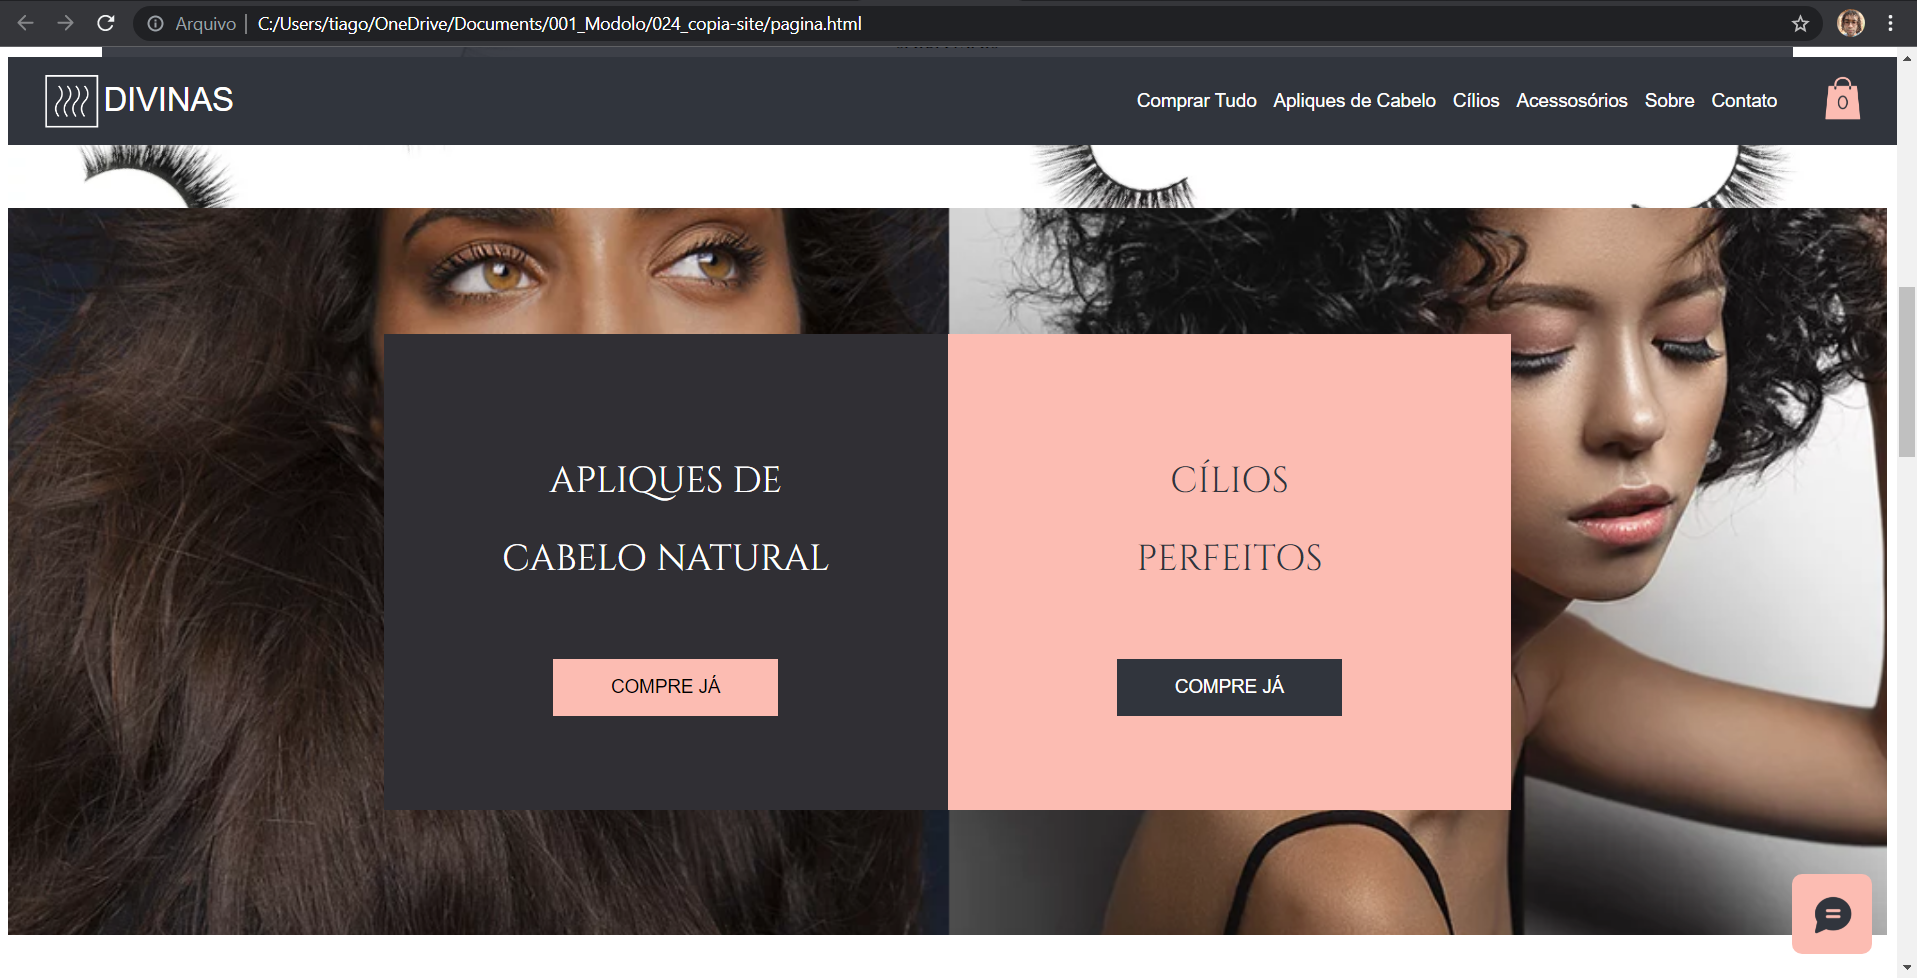 Arquivo | C:/Users/tiago/OneDrive/Documents/001_Modolo/024_copia-site/pagina.html
DIVINAS
Comprar Tudo Apliques de Cabelo Cílios Acessosórios Sobre Contato 0
APLIQUES DE
CABELO NATURAL
COMPRE JÁ
CÍLIOS
PERFEITOS
COMPRE JÁ